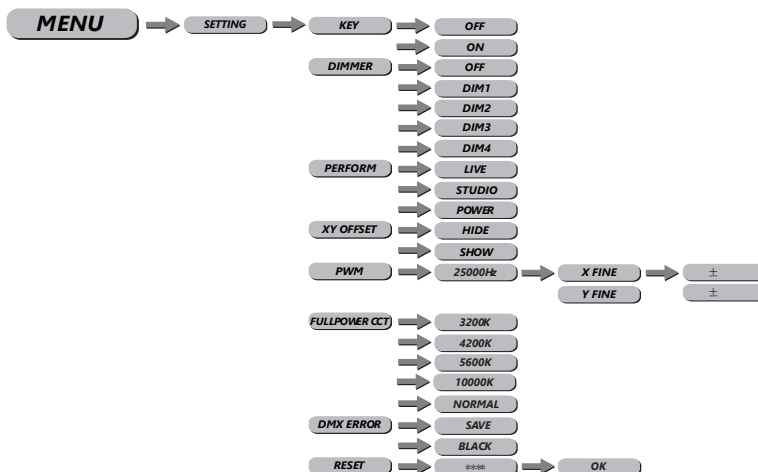 MENU SETTING KEY OFF
ON
DIMMER OFF
DIM1
DIM2
DIM3
DIM4
PERFORM LIVE
STUDIO
POWER
XY OFFSET HIDE
SHOW
PWM 25000Hz X FINE ±
Y FINE ±
FULLPOWER CCT 3200K
4200K
5600K
10000K
NORMAL
DMX ERROR SAVE
BLACK
RESET **** OK